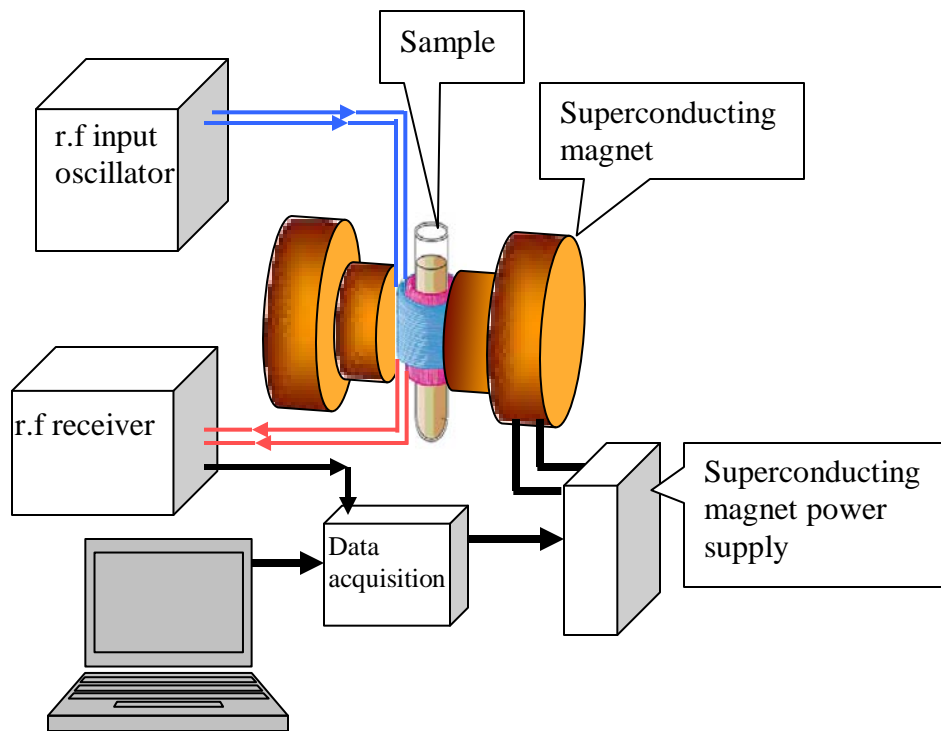 Sample
Superconducting
magnet
r.f input
oscillator
r.f receiver
Superconducting
magnet power
supply
Data
acquisition